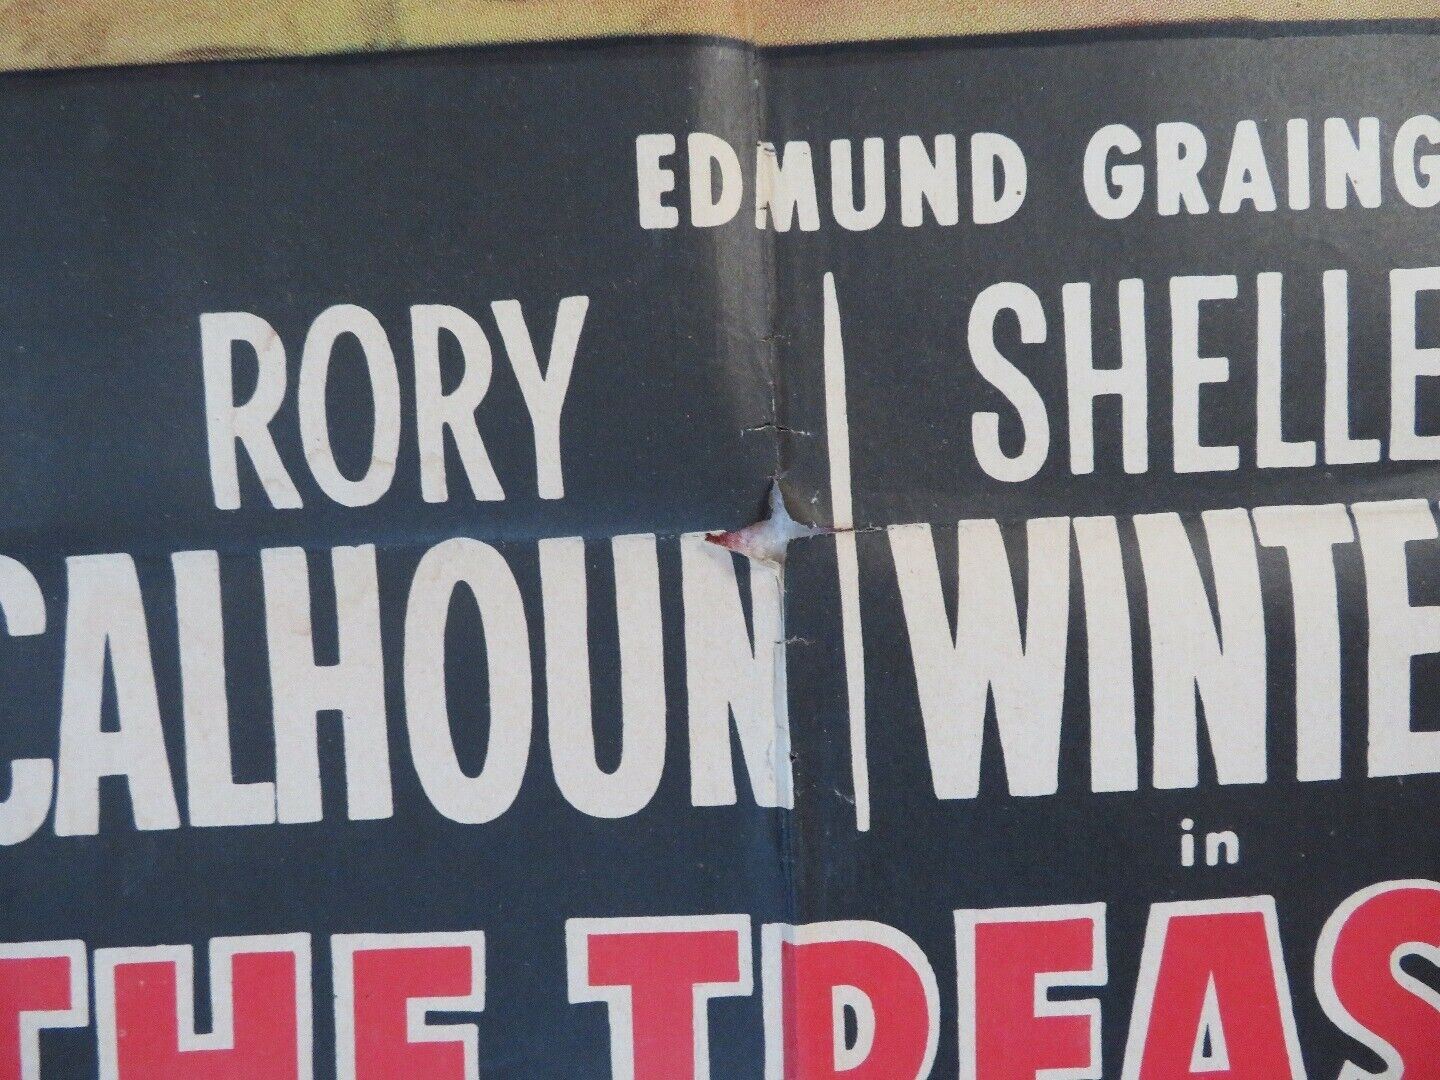 EDMUND GRAING
RORY
CALHOUN
SHELLE
WINTE
in
THE TREAS